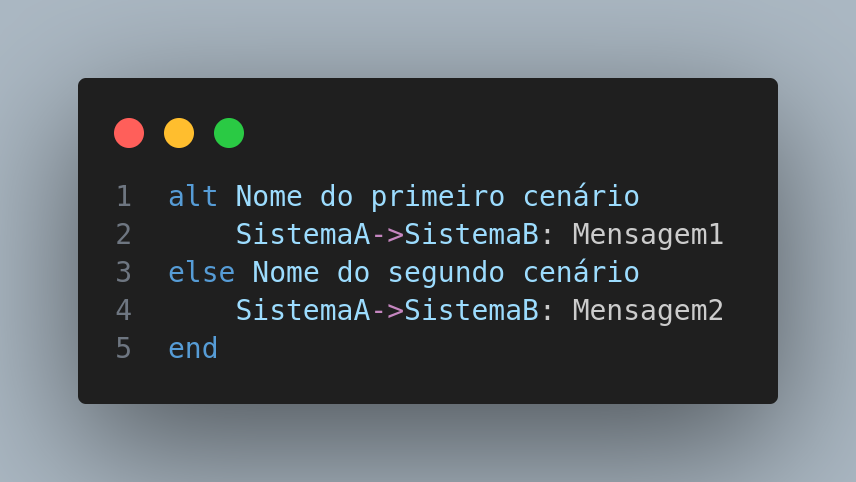 1 alt Nome do primeiro cenário
2     SistemaA->SistemaB: Mensagem1
3 else Nome do segundo cenário
4     SistemaA->SistemaB: Mensagem2
5 end